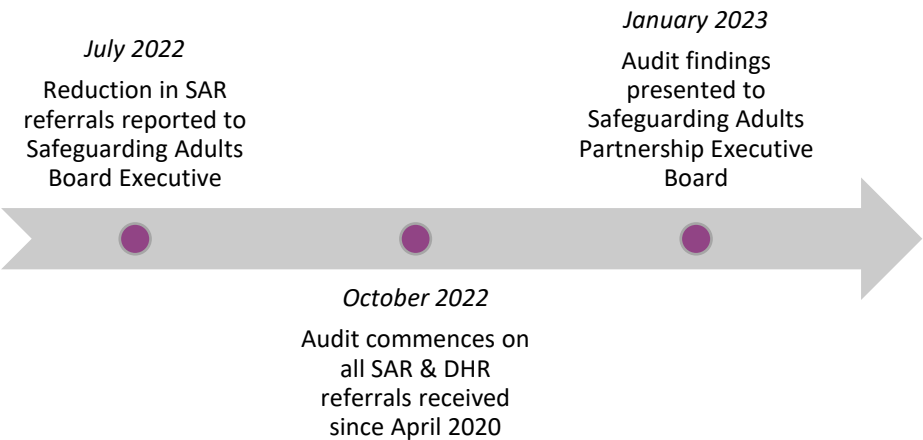 July 2022
Reduction in SAR
referrals reported to
Safeguarding Adults
Board Executive
October 2022
Audit commences on
all SAR & DHR
referrals received
since April 2020
January 2023
Audit findings
presented to
Safeguarding Adults
Partnership Executive
Board